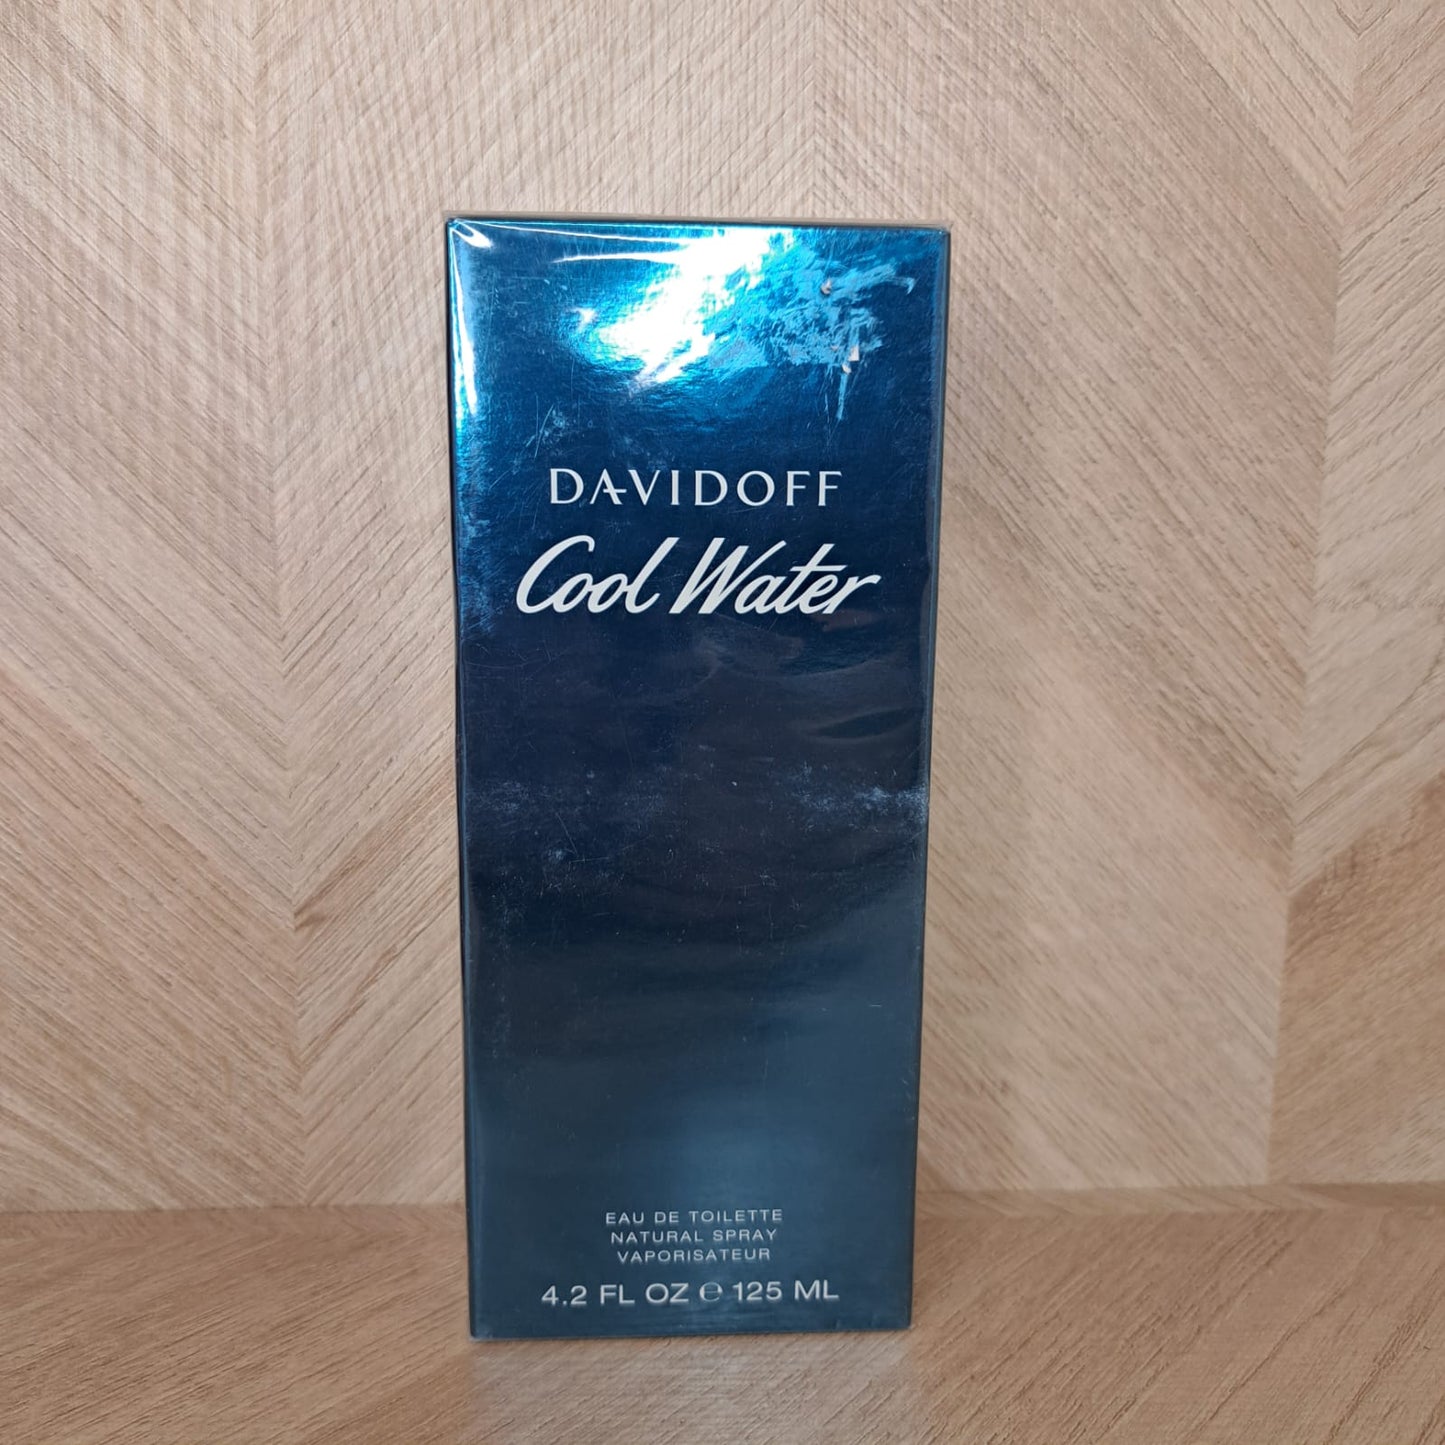 DAVIDOFF
Cool Water
EAU DE TOILETTE
NATURAL SPRAY
VAPORISATEUR
4.2 FL OZ ℮ 125 ML